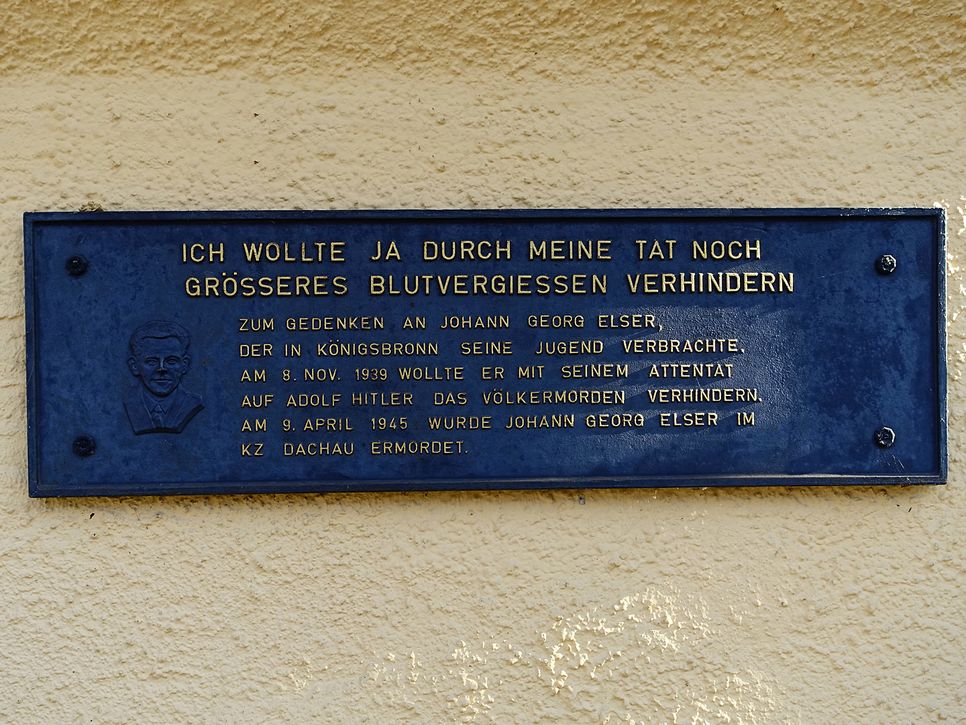 ICH WOLLTE JA DURCH MEINE TAT NOCH
GRÖSSERES BLUTVERGIESSEN VERHINDERN
ZUM GEDENKEN AN JOHANN GEORG ELSER,
DER IN KÖNIGSBRONN SEINE JUGEND VERBRACHTE.
AM 8. NOV. 1939 WOLLTE ER MIT SEINEM ATTENTAT
AUF ADOLF HITLER DAS VÖLKERMORDEN VERHINDERN.
AM 9. APRIL 1945 WURDE JOHANN GEORG ELSER IM
KZ DACHAU ERMORDET.